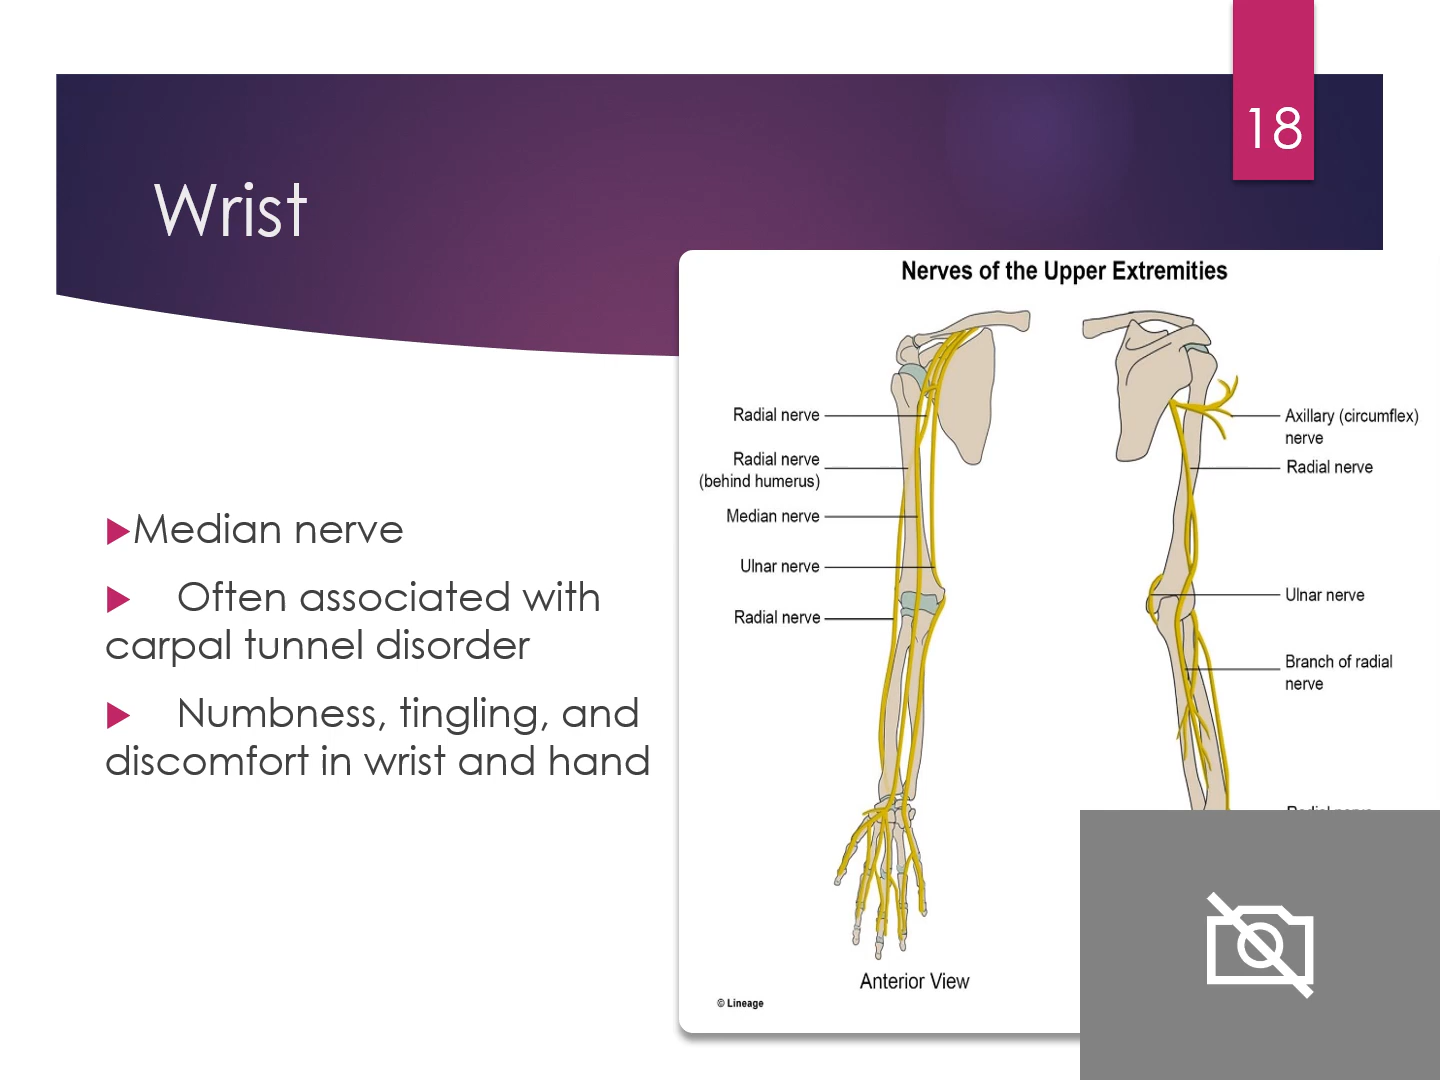 18
Wrist
▶Median nerve
▶ Often associated with
carpal tunnel disorder
▶ Numbness, tingling, and
discomfort in wrist and hand
Nerves of the Upper Extremities
Radial nerve
Radial nerve
(behind humerus)
Median nerve
Ulnar nerve
Radial nerve
Axillary (circumflex)
nerve
Radial nerve
Ulnar nerve
Branch of radial
nerve
Anterior View
© Lineage